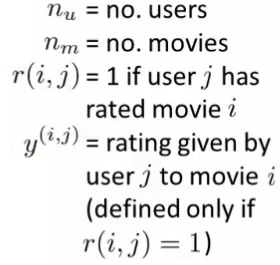 n_u = no. users
n_m = no. movies
r(i, j) = 1 if user j has
rated movie i
y^(i,j) = rating given by
user j to movie i
(defined only if
r(i, j) = 1)